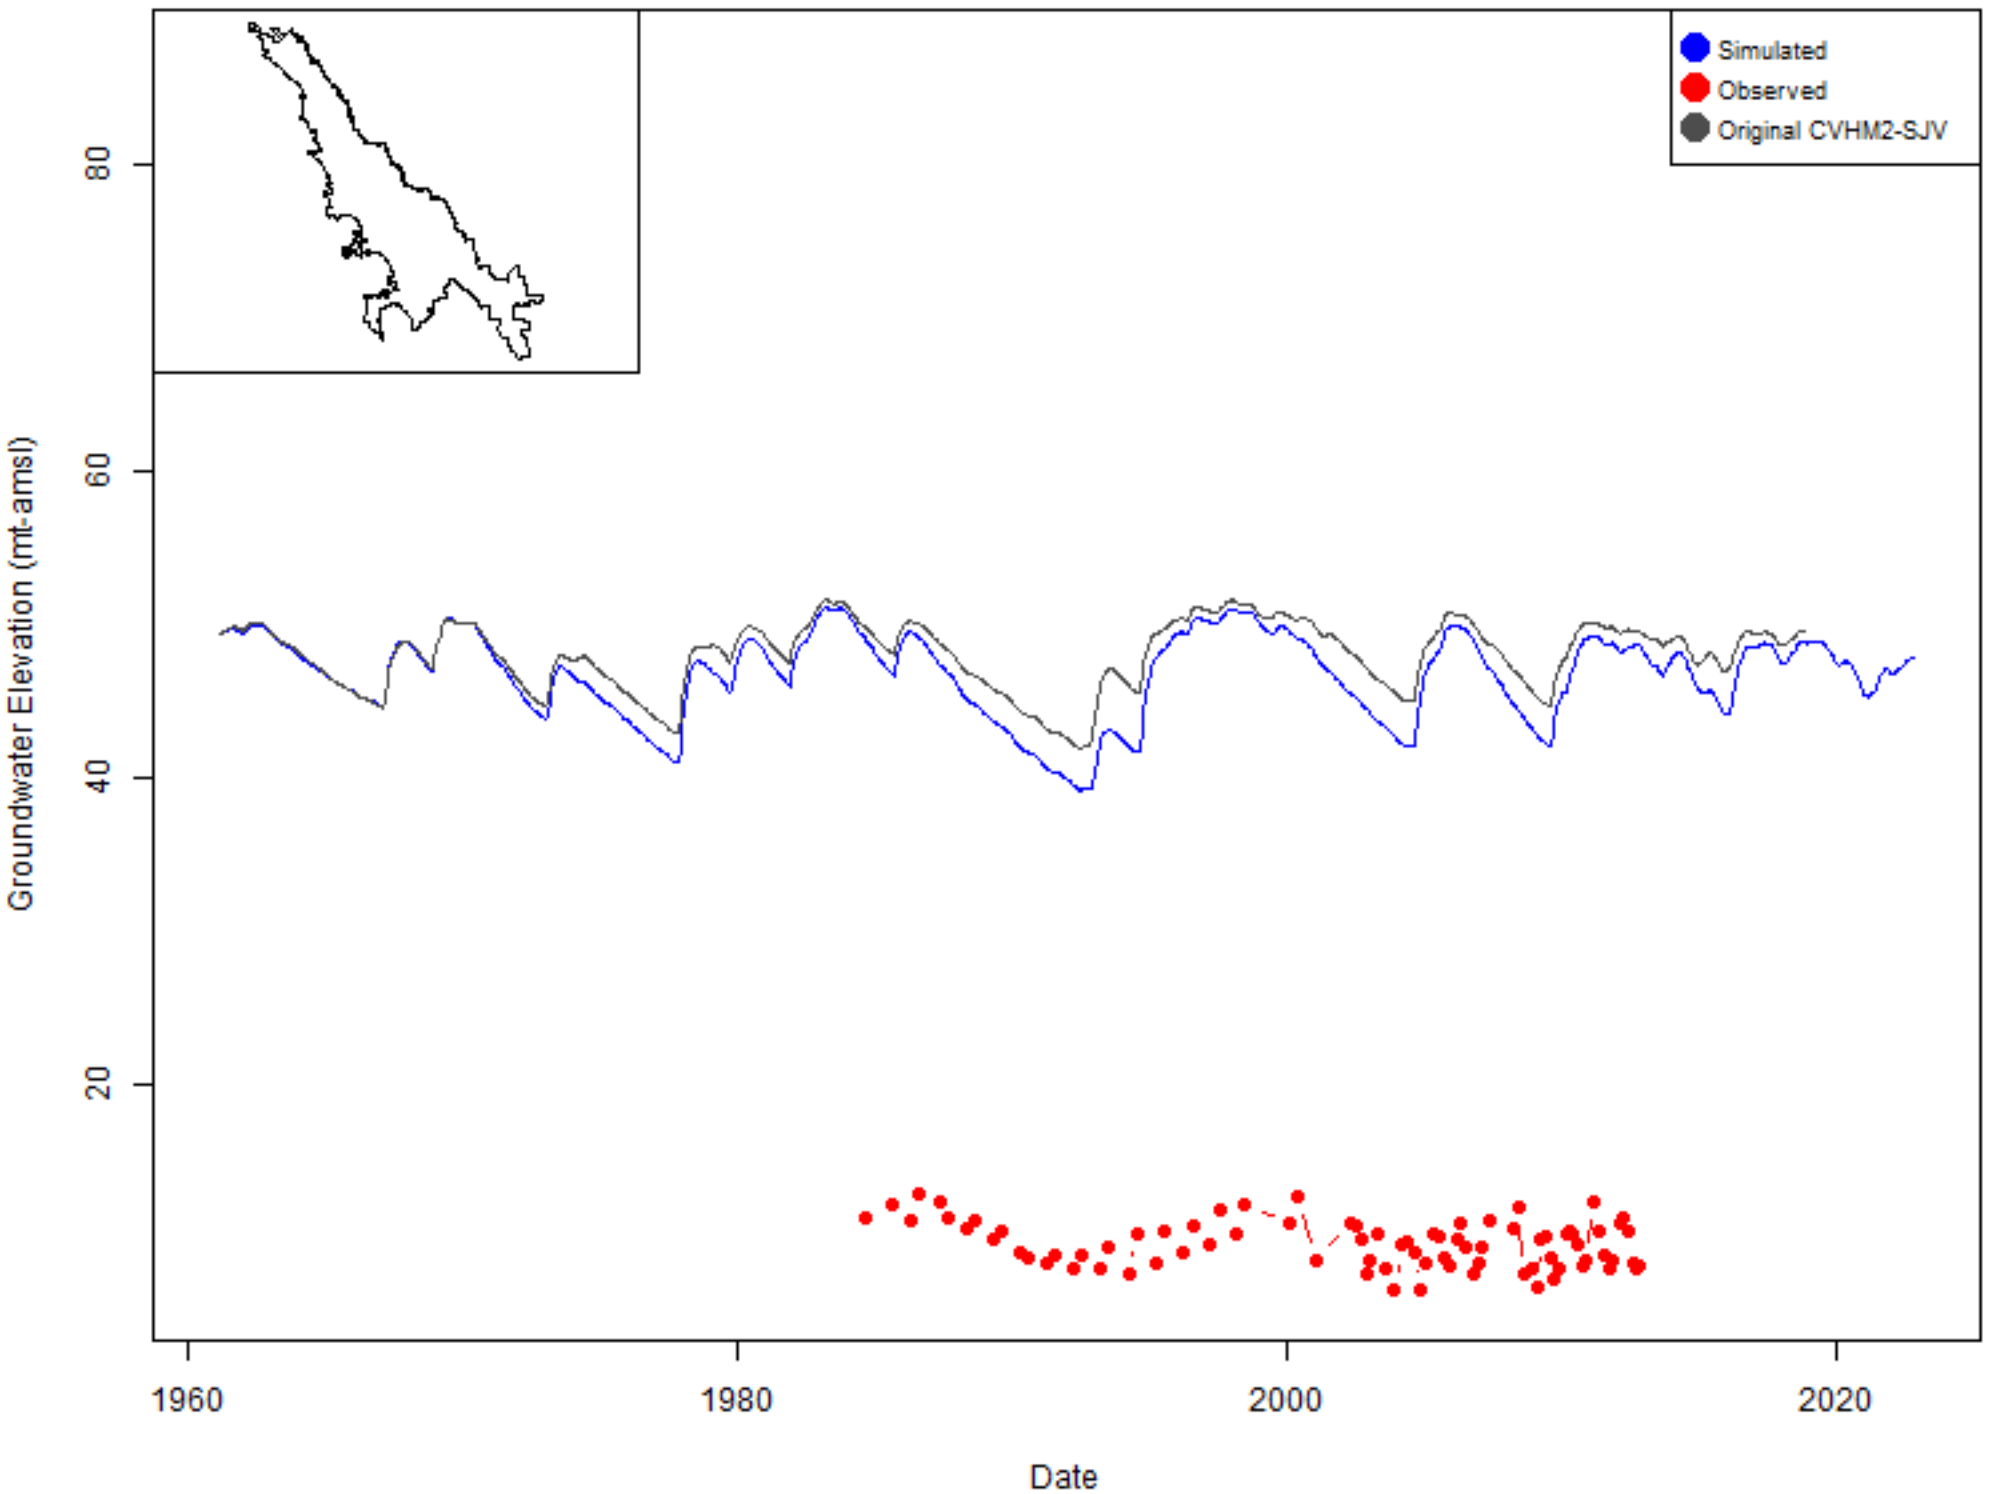 Simulated
Observed
Original CVHM2-SJV
Groundwater Elevation (mt-amsl)
80
60
40
20
1960 1980 2000 2020
Date